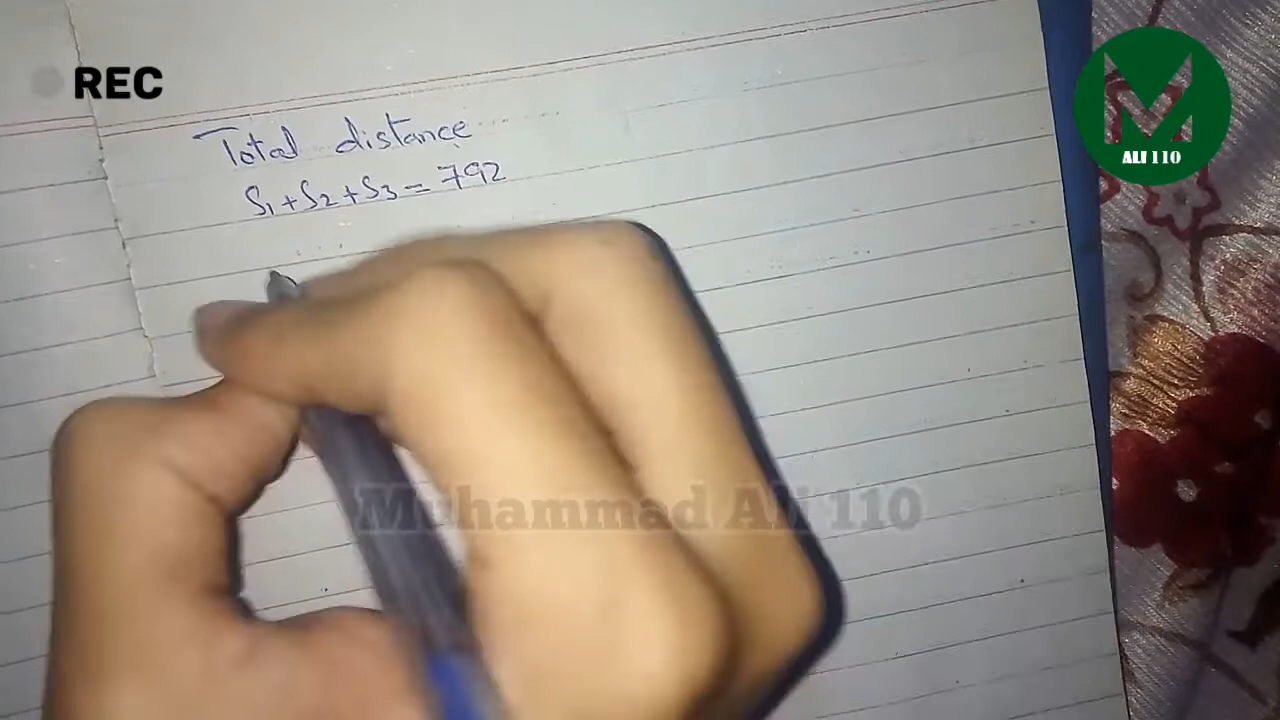 REC
M
ALI 110
Total distance
S₁+S₂+S₃ = 792
Muhammad Ali 110